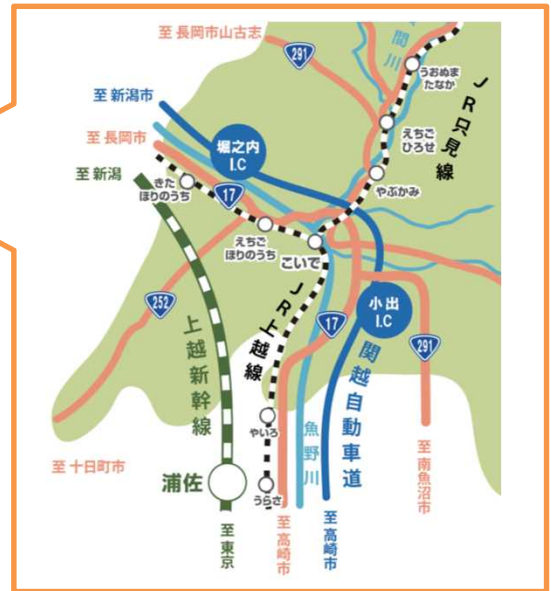 至 長岡市山古志
291
間川
うおぬま
たなか
JR只見線
至 新潟市
えちご
ひろせ
至 長岡市
堀之内
I.C
至 新潟
きた
ほりのうち
17
やぶかみ
えちご
ほりのうち
こいで
252
JR上越線
小出
I.C
17
291
上越新幹線
関越自動車道
やいろ
魚野川
至 十日町市
浦佐
うらさ
至 南魚沼市
至 東京
至 高崎市
至 高崎市